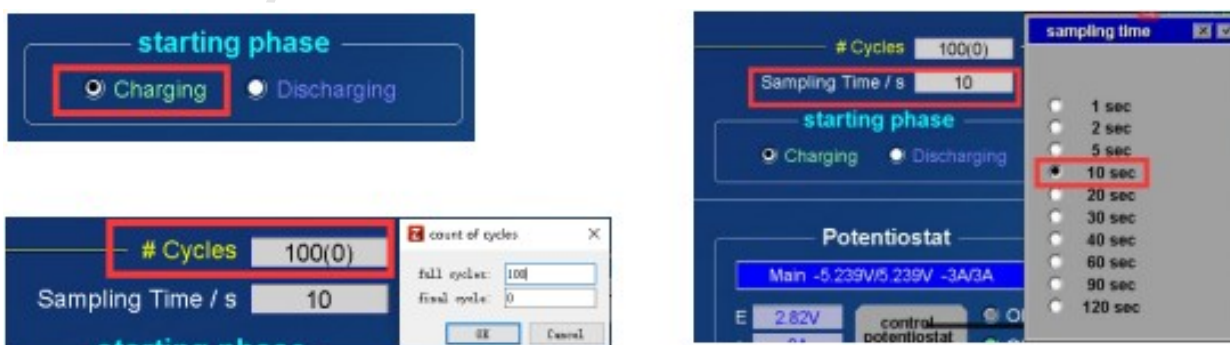 starting phase
Charging Discharging
# Cycles 100(0)
Sampling Time / s 10
count of cycles
full cycles: 100
final cycle: 0
OK Cancel
# Cycles 100(0)
Sampling Time / s 10
starting phase
Charging Discharging
Potentiostat
Main -5.239V/5.239V -3A/3A
E 2.82V
control
potentiostat
sampling time
1 sec
2 sec
5 sec
10 sec
20 sec
30 sec
40 sec
60 sec
90 sec
120 sec